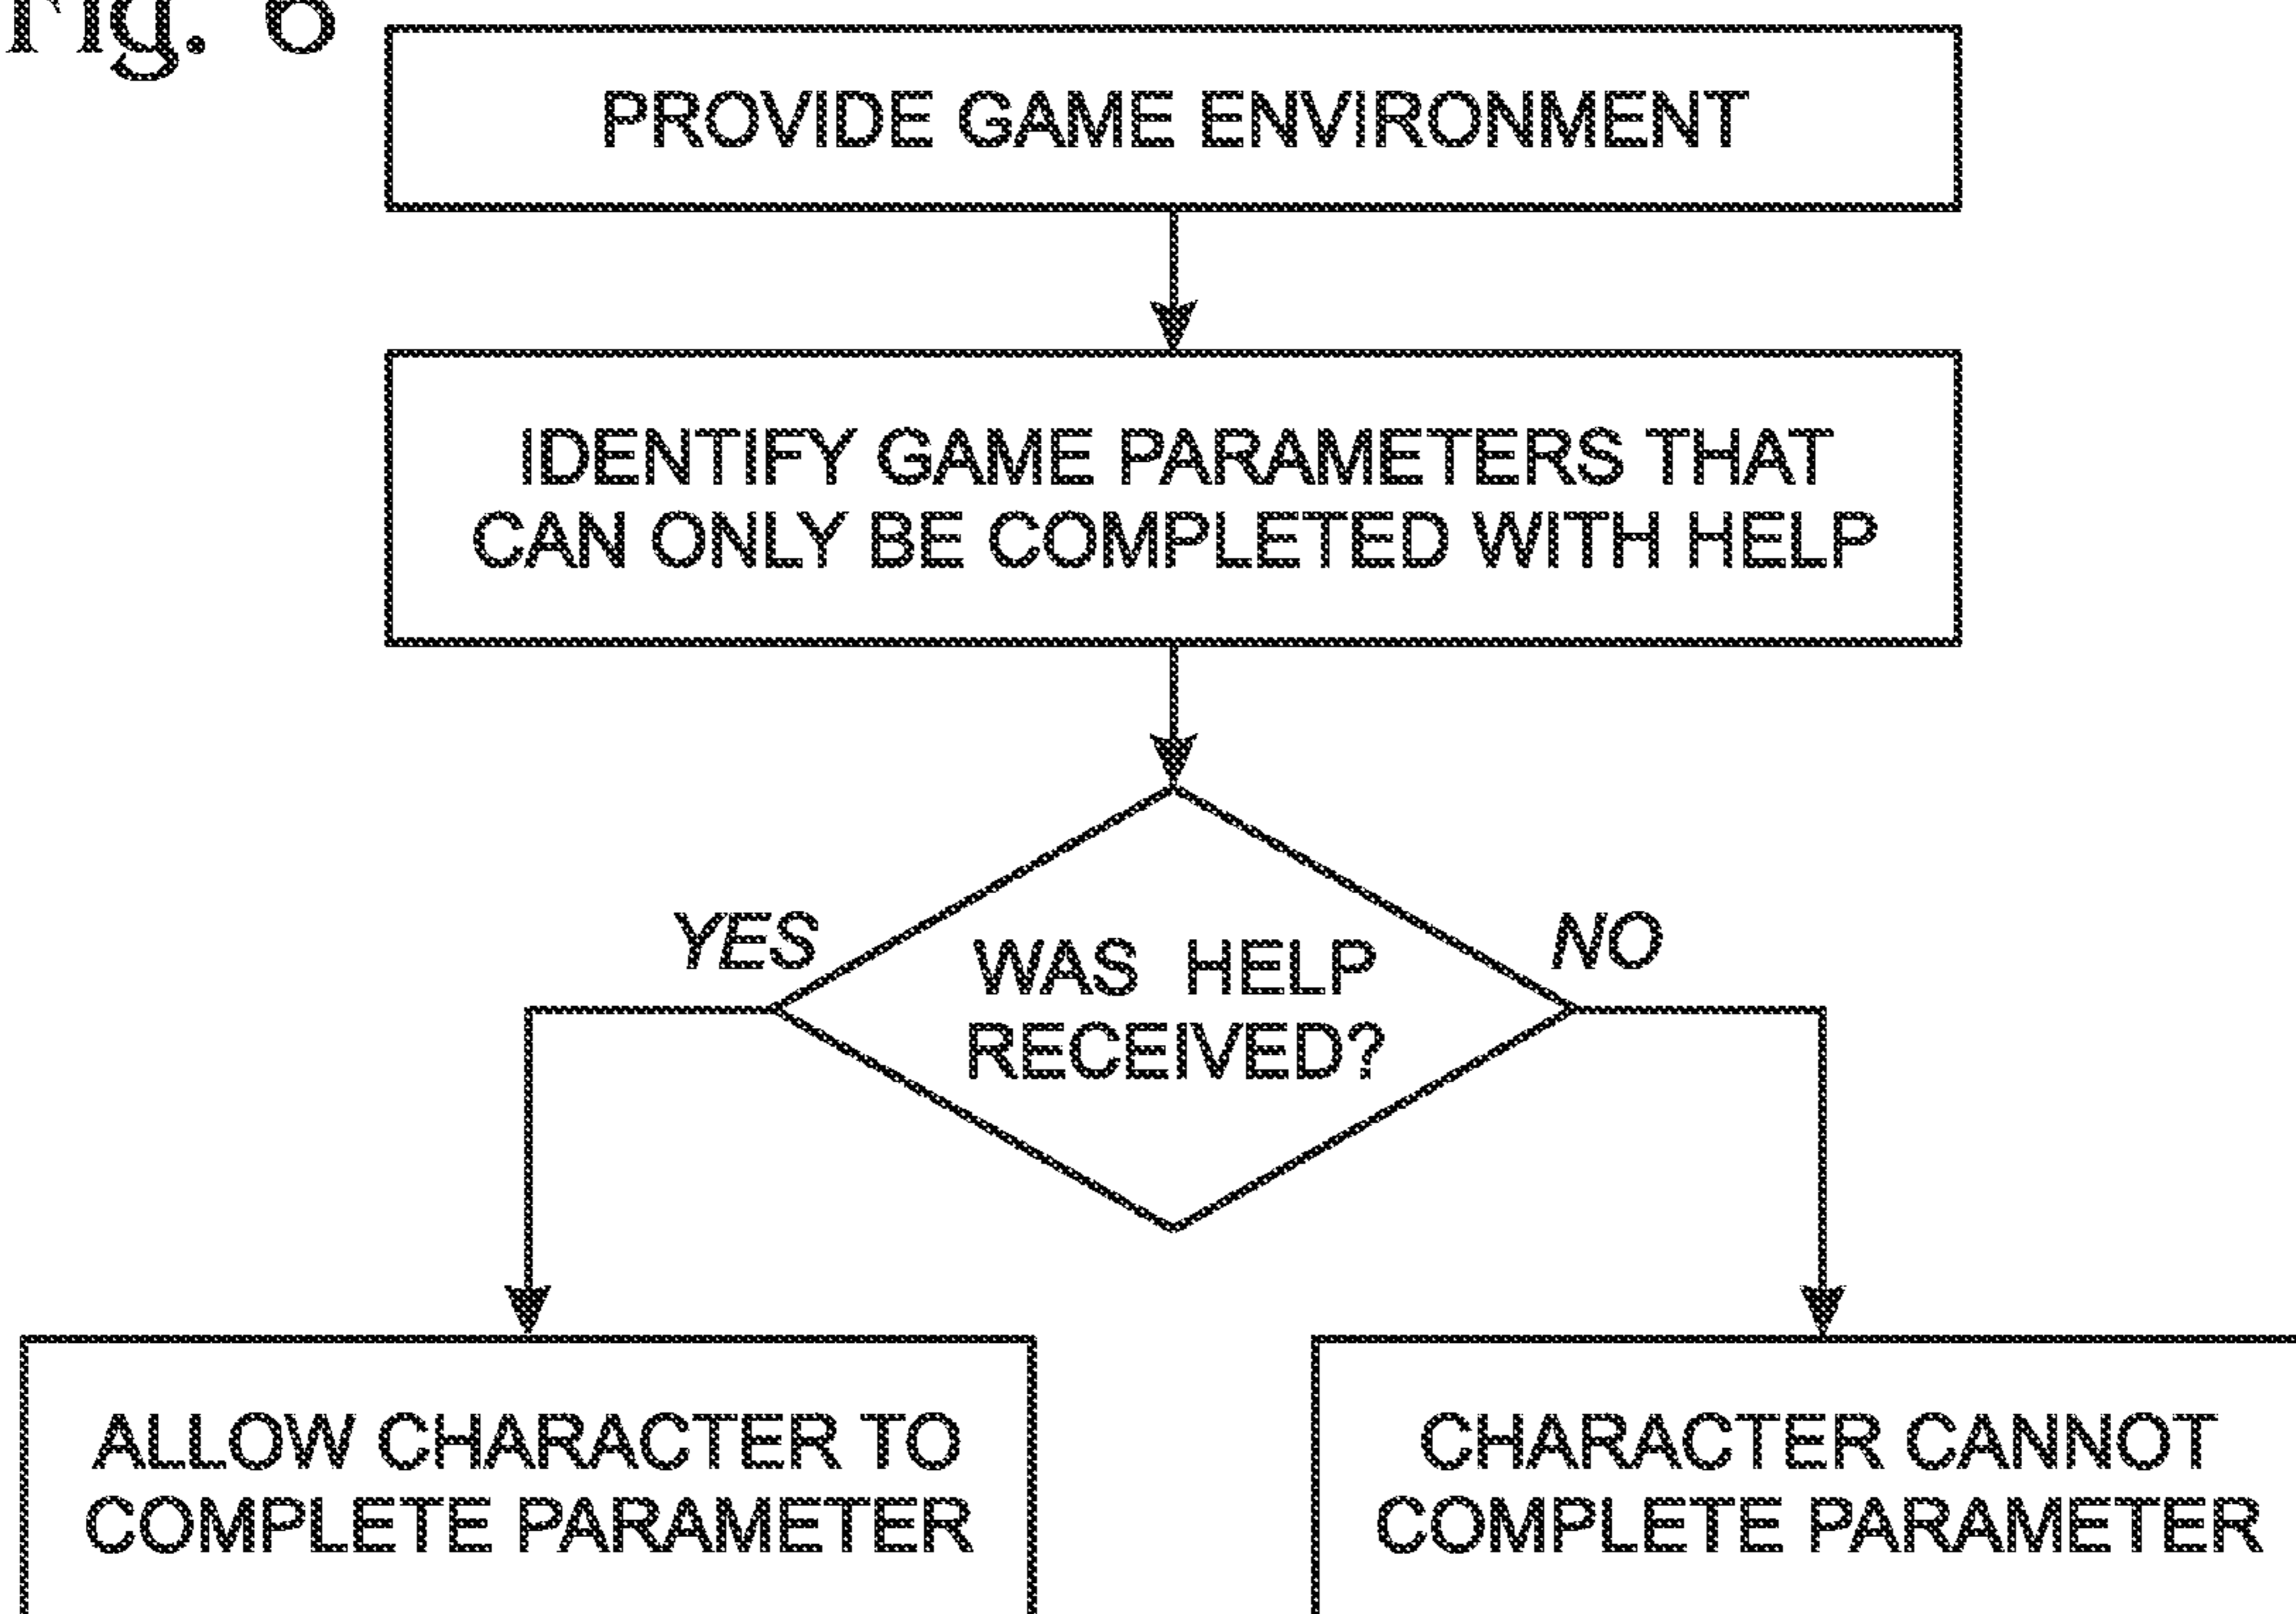 Fig. 6
PROVIDE GAME ENVIRONMENT
IDENTIFY GAME PARAMETERS THAT
CAN ONLY BE COMPLETED WITH HELP
YES
NO
WAS HELP
RECEIVED?
ALLOW CHARACTER TO
COMPLETE PARAMETER
CHARACTER CANNOT
COMPLETE PARAMETER